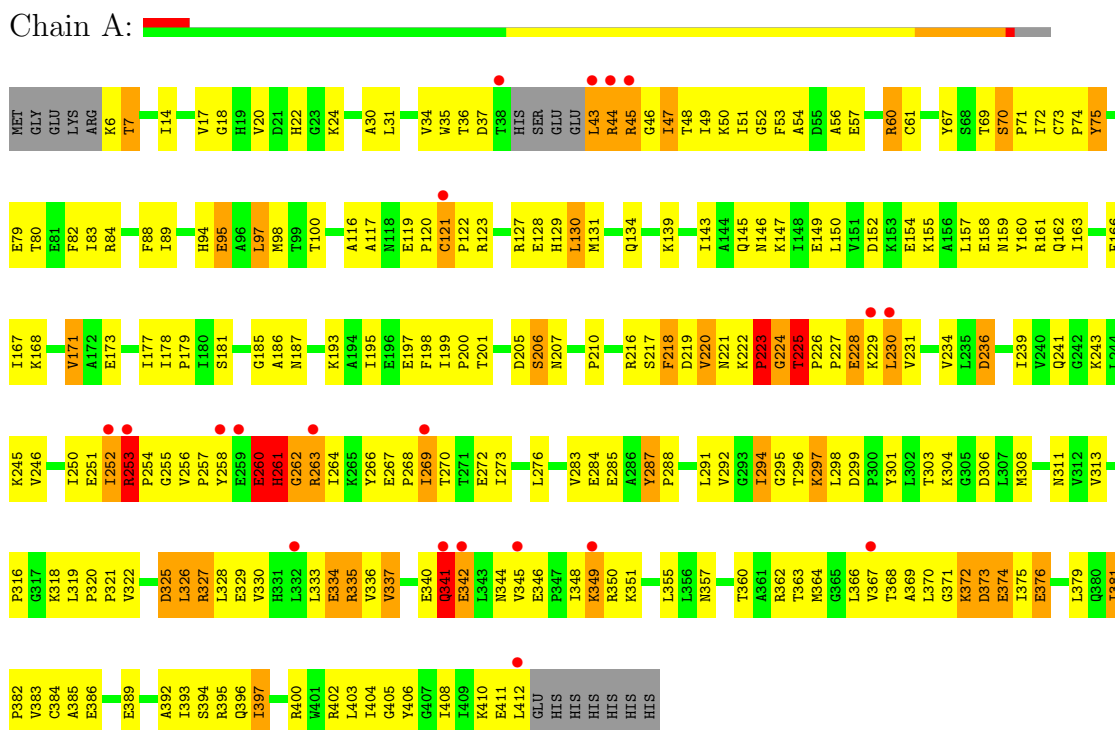 Chain A:
MET GLY GLU LYS ARG K6 T7 I14 V17 G18 H19 V20 D21 H22 G23 K24 A30 L31 V34 W35 T36 D37 T38 HIS SER GLU GLU L43 R44 R45 G46 I47 T48 I49 K50 I51 G52 F53 A54 D55 A56 E57 R60 C61 Y67 S68 T69 S70 P71 I72 C73 P74 Y75
E79 T80 E81 F82 I83 R84 F88 I89 H94 E95 A96 L97 M98 T99 T100 A116 A117 N118 E119 P120 C121 P122 R123 R127 E128 H129 L130 M131 Q134 K139 I143 A144 Q145 N146 K147 I148 E149 L150 V151 D152 K153 E154 K155 A156 L157 E158 N159 Y160 R161 Q162 I163 E166
I167 K168 V171 A172 E173 I177 I178 P179 I180 S181 G185 A186 N187 K193 A194 I195 E196 E197 F198 I199 P200 T201 D205 S206 N207 P210 R216 S217 F218 D219 V220 N221 K222 P223 G224 T225 P226 P227 E228 K229 L230 V231 V234 L235 D236 I239 V240 Q241 G242 K243 L244
K245 V246 I250 E251 I252 R253 P254 G255 V256 P257 Y258 E259 E260 H261 G262 R263 I264 K265 Y266 E267 P268 I269 T270 T271 E272 I273 L276 V283 E284 E285 A286 Y287 P288 L291 V292 G293 I294 G295 T296 K297 L298 D299 P300 Y301 L302 T303 K304 G305 D306 L307 M308 N311 V312 V313
P316 G317 K318 L319 P320 P321 V322 D325 L326 R327 L328 E329 V330 H331 L332 L333 E334 R335 V336 V337 E340 Q341 E342 L343 N344 V345 E346 P347 I348 K349 R350 K351 L355 L356 N357 T360 A361 R362 T363 M364 G365 L366 V367 A368 A369 L370 G371 K372 D373 E374 I375 E376 L379 Q380 I381
P382 V383 C384 A385 E386 E389 A392 I393 S394 R395 Q396 I397 R400 W401 R402 L403 I404 G405 Y406 G407 I408 I409 K410 E411 L412 GLU HIS HIS HIS HIS HIS